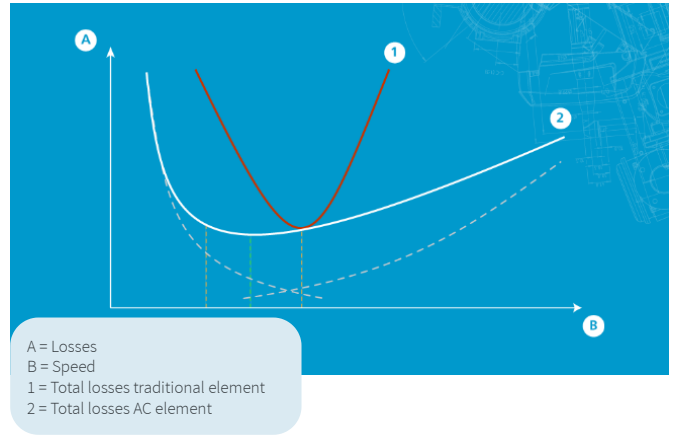 A
1
2
B
A = Losses
B = Speed
1 = Total losses traditional element
2 = Total losses AC element